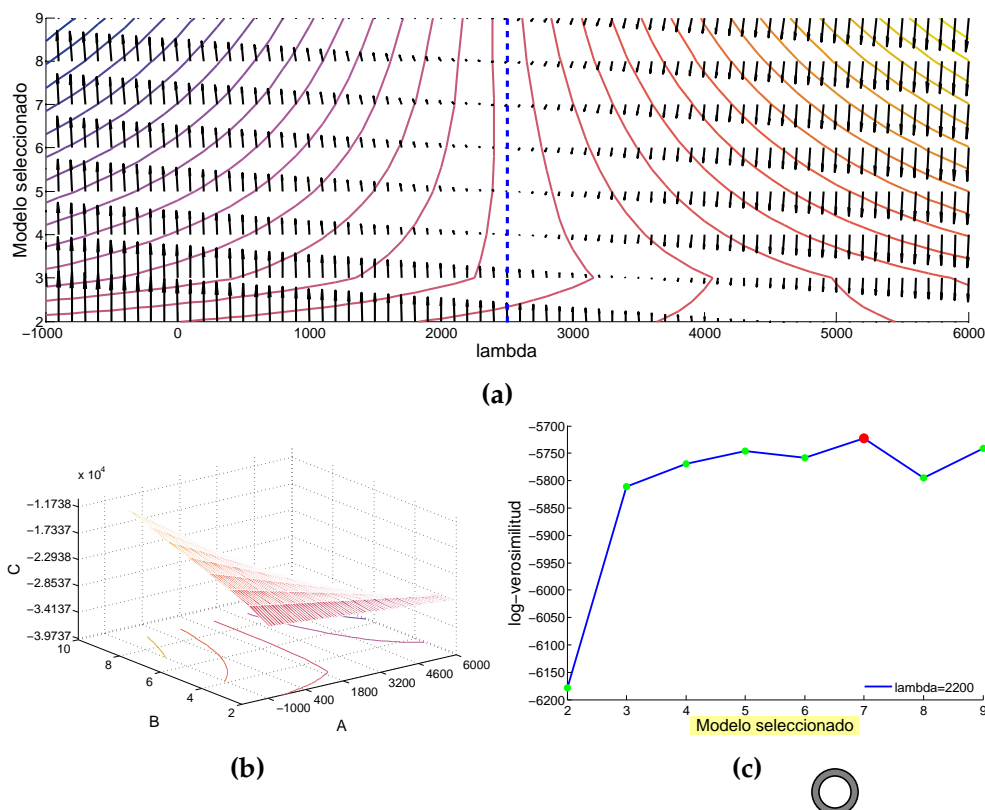 9
8
7
6
5
4
3
2
Modelo seleccionado
−1000 0 1000 2000 3000 4000 5000 6000
lambda
(a)
x 10^4
−1.1738
−1.7337
−2.2938
−2.8537
−3.4137
−3.9737
C
10
8
6
4
2
B
−1000
400
1800
3200
4600
6000
A
(b)
−5700
−5750
−5800
−5850
−5900
−5950
−6000
−6050
−6100
−6150
−6200
log−verosimilitud
lambda=2200
2 3 4 5 6 7 8 9
Modelo seleccionado
(c)